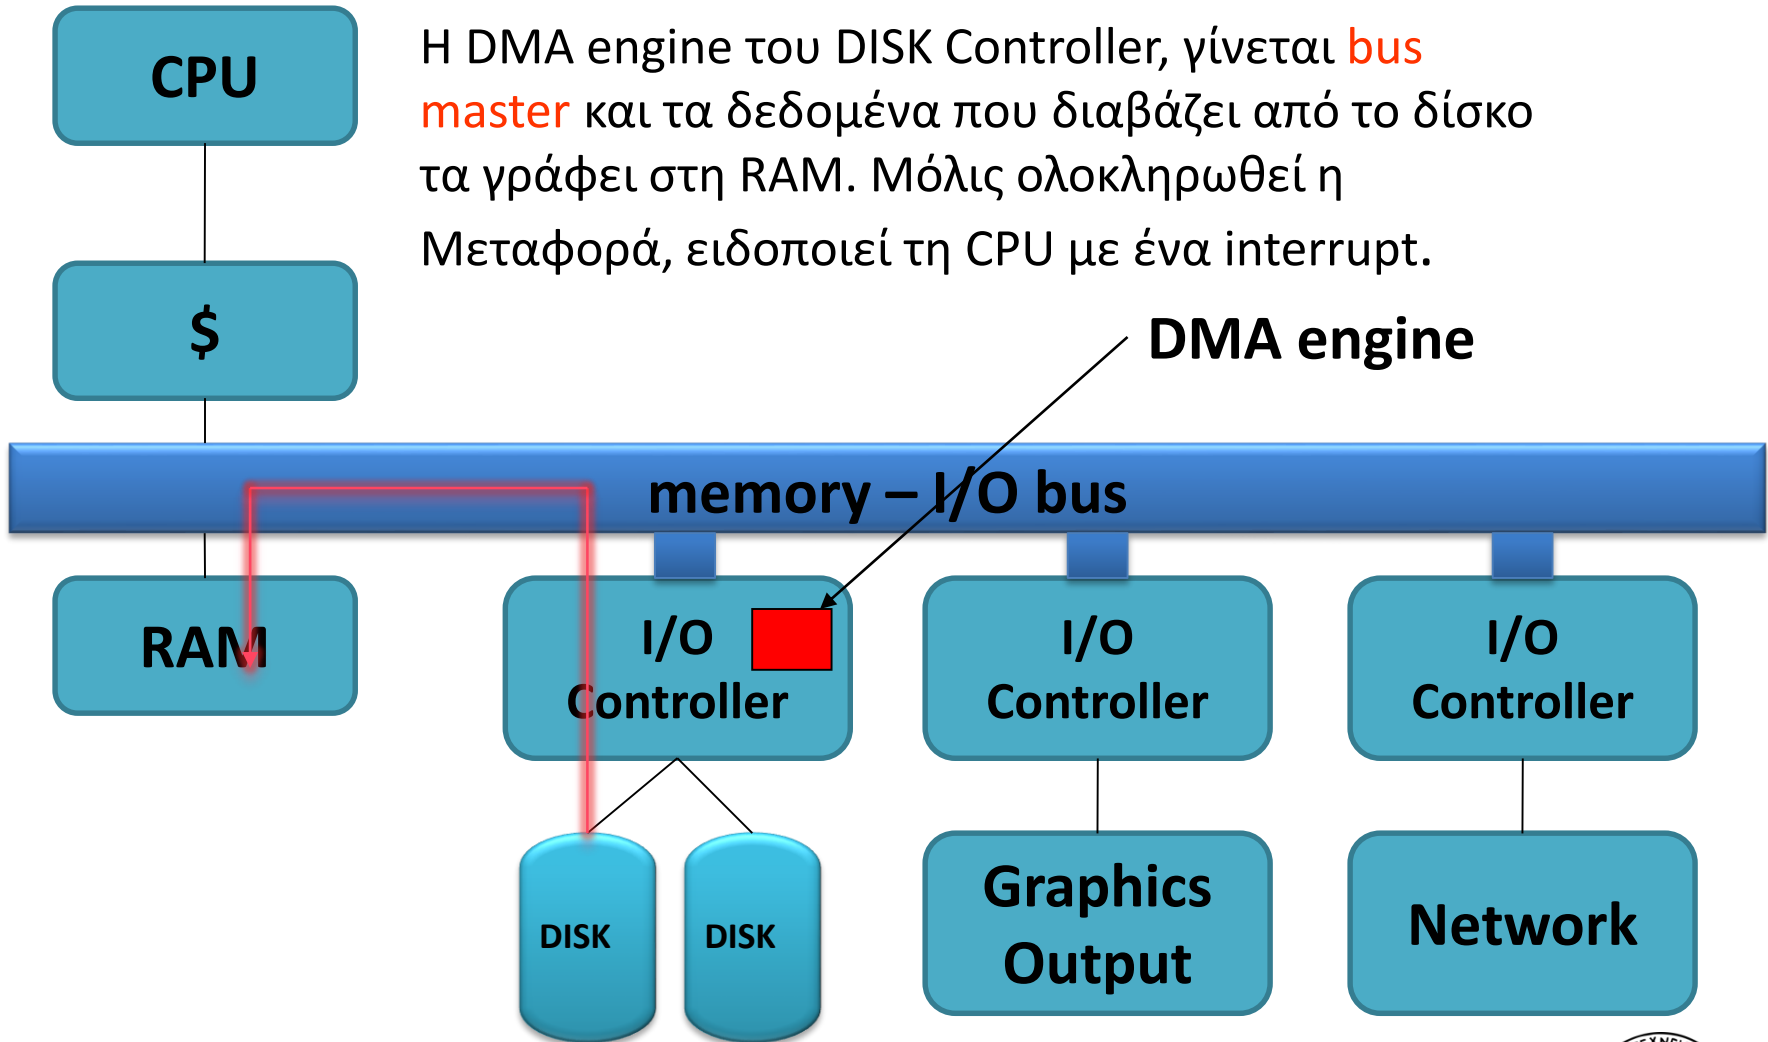 CPU
Η DMA engine του DISK Controller, γίνεται bus
master και τα δεδομένα που διαβάζει από το δίσκο
τα γράφει στη RAM. Μόλις ολοκληρωθεί η
Μεταφορά, ειδοποιεί τη CPU με ένα interrupt.
$
DMA engine
memory – I/O bus
RAM
I/O
Controller
I/O
Controller
I/O
Controller
DISK
DISK
Graphics
Output
Network